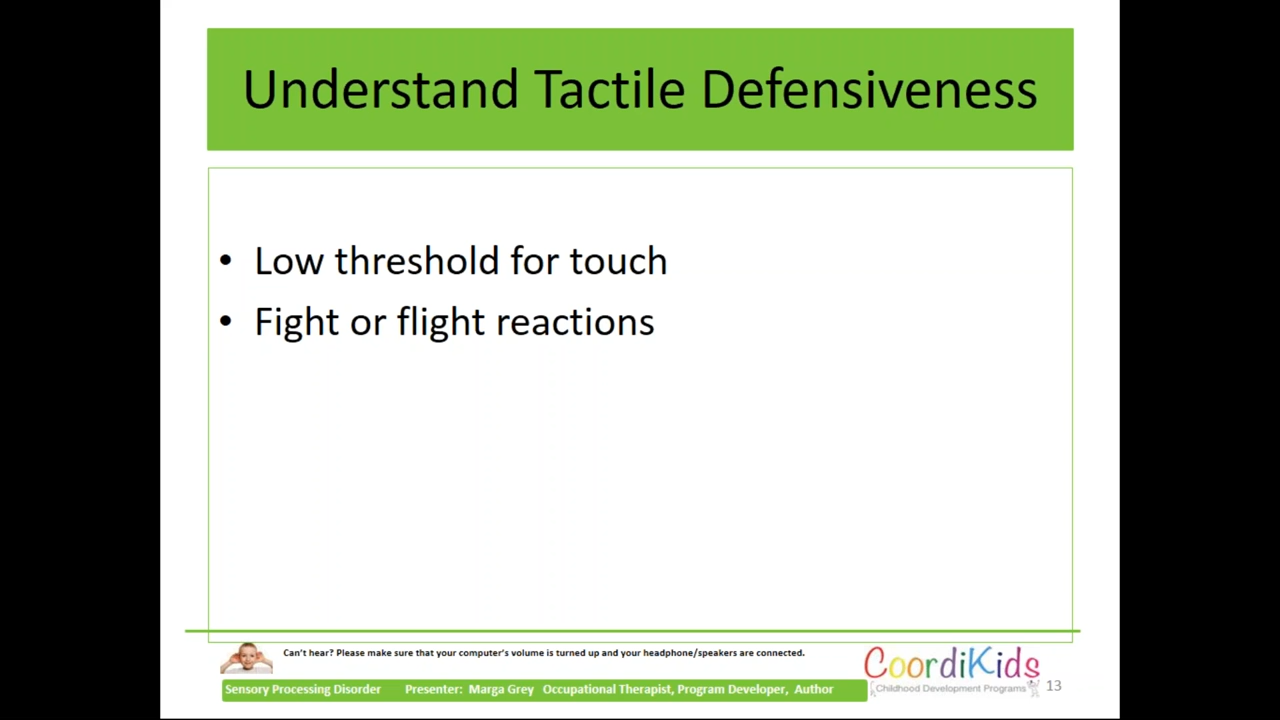 Understand Tactile Defensiveness
• Low threshold for touch
• Fight or flight reactions
Can't hear? Please make sure that your computer's volume is turned up and your headphone/speakers are connected.
CoordiKids
Childhood Development Programs
Sensory Processing Disorder Presenter: Marga Grey Occupational Therapist, Program Developer, Author
13